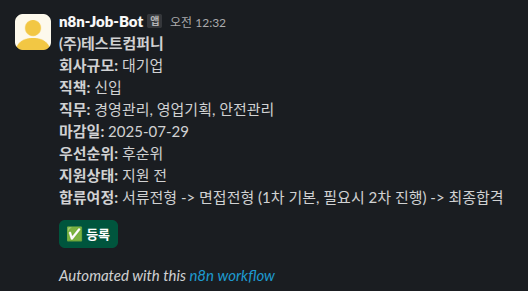 n8n-Job-Bot 앱 오전 12:32
(주)테스트컴퍼니
회사규모: 대기업
직책: 신입
직무: 경영관리, 영업기획, 안전관리
마감일: 2025-07-29
우선순위: 후순위
지원상태: 지원 전
합류여정: 서류전형 -> 면접전형 (1차 기본, 필요시 2차 진행) -> 최종합격
✅ 등록
Automated with this n8n workflow